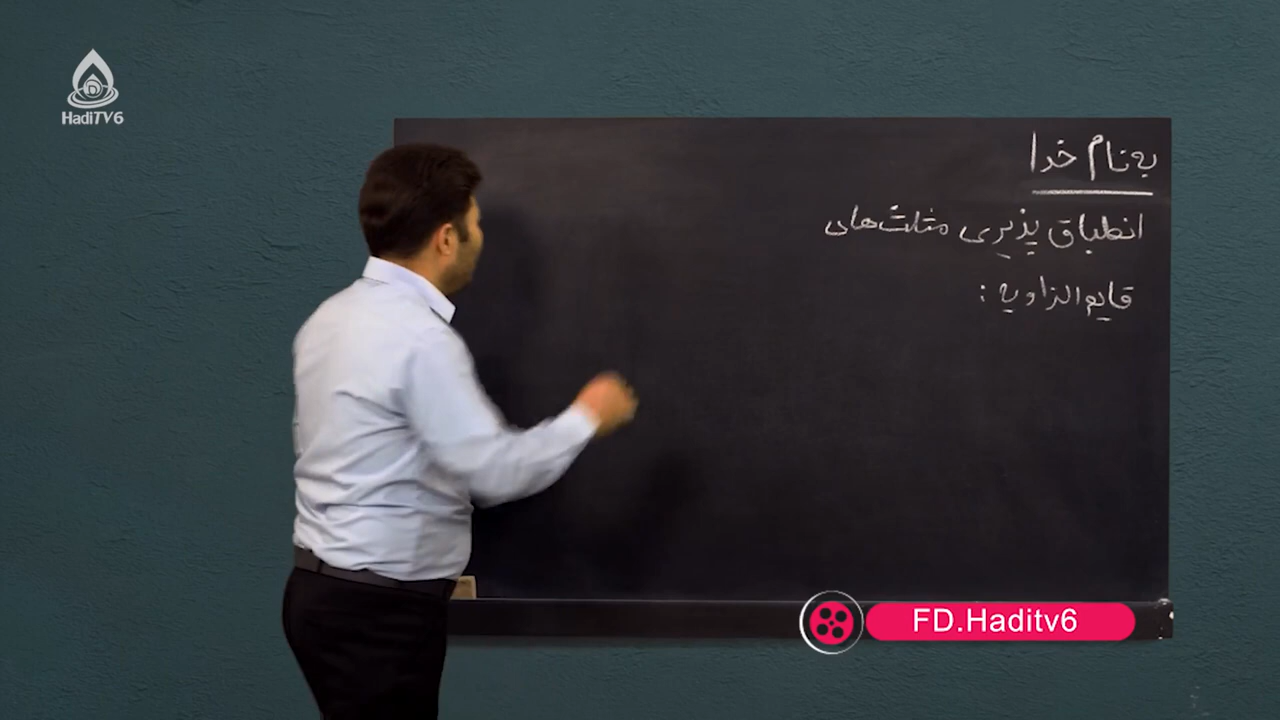 HadiTV6
به نام خدا
انطباق پذیری مثلث‌های
قایم الزاویه :
FD.Haditv6